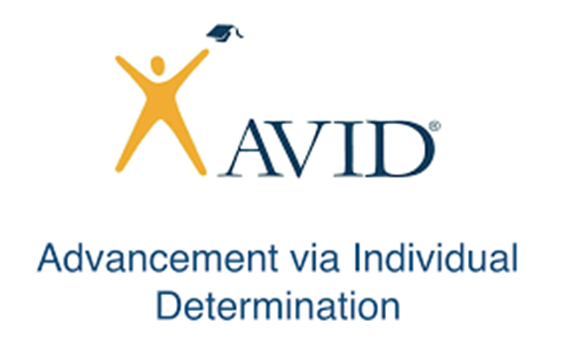 AVID®
Advancement via Individual
Determination